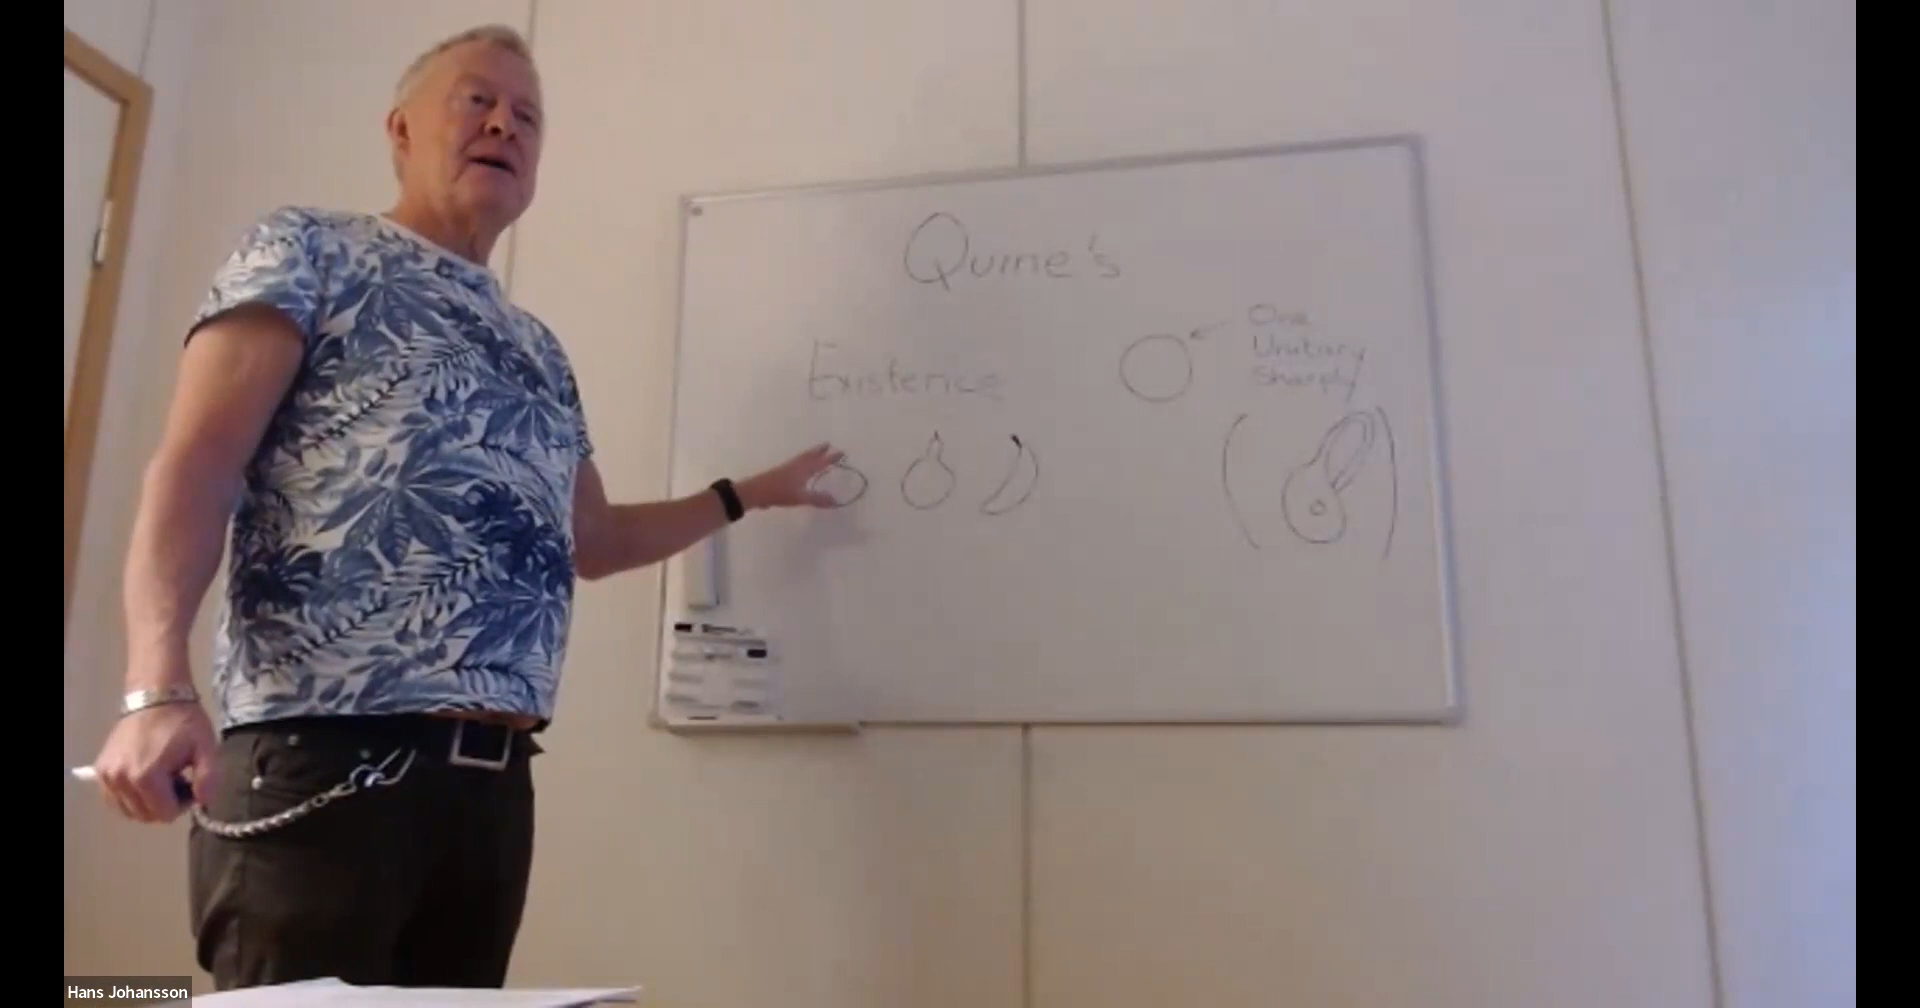 Quine's
Existence
One
Unitary
Sharply
Hans Johansson